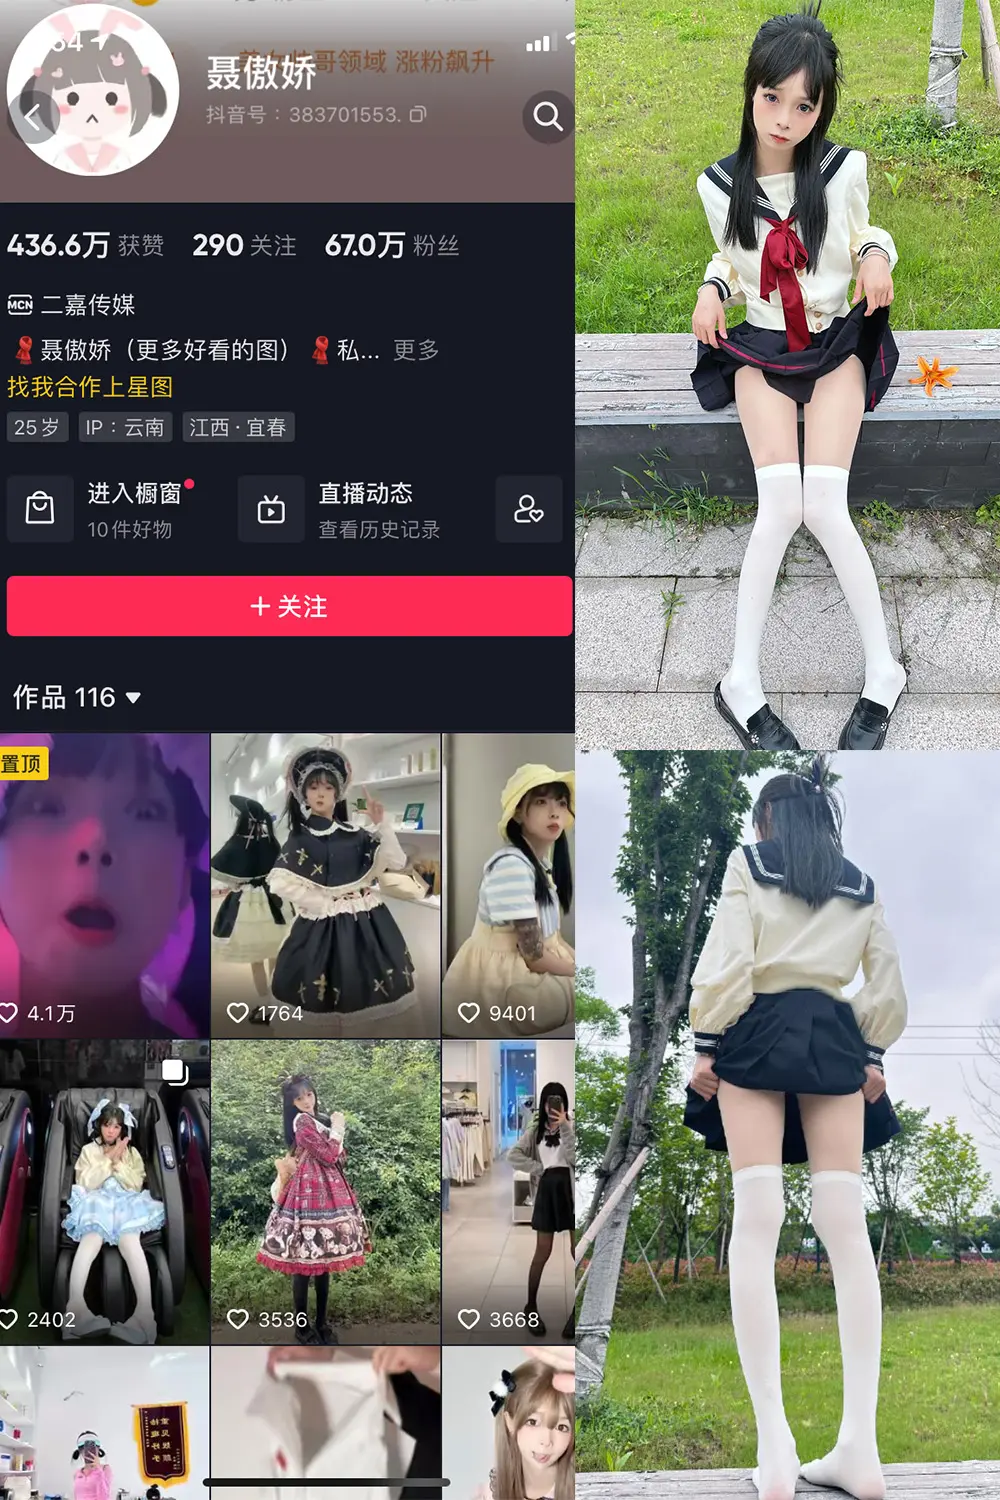 聂傲娇
哥领域 涨粉飙升
抖音号：383701553.
436.6万 获赞 290 关注 67.0万 粉丝
MCN 二嘉传媒
聂傲娇（更多好看的图） 私... 更多
找我合作上星图
25岁 IP：云南 江西·宜春
进入橱窗 直播动态
10件好物 查看历史记录
+ 关注
作品 116
置顶
4.1万 1764 9401
2402 3536 3668